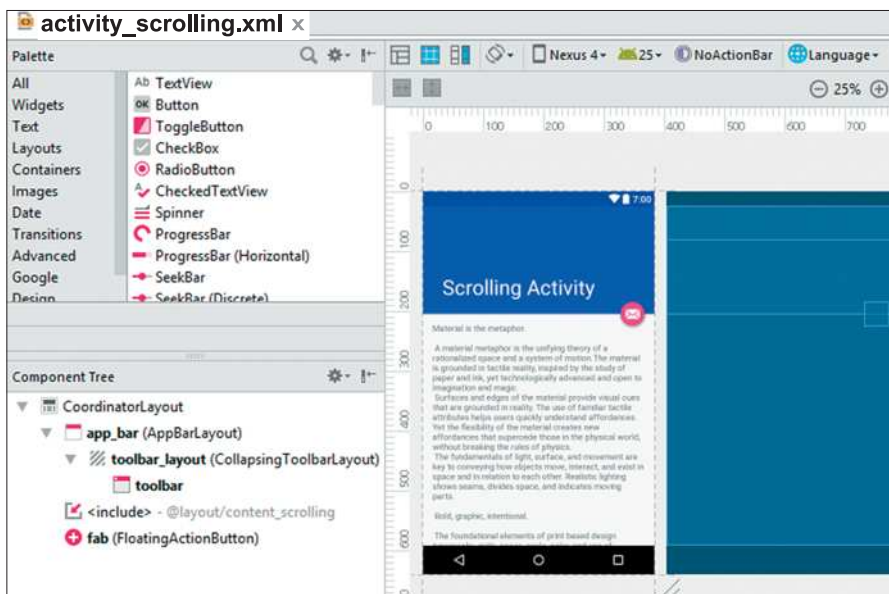 activity_scrolling.xml ×
Palette
Nexus 4
25
NoActionBar
Language
All
Widgets
Text
Layouts
Containers
Images
Date
Transitions
Advanced
Google
Design
Ab TextView
OK Button
ToggleButton
CheckBox
RadioButton
CheckedTextView
Spinner
ProgressBar
ProgressBar (Horizontal)
SeekBar
SeekBar (Discrete)
25%
0 100 200 300 400 500 600 700
0
100
200
300
400
500
600
7:00
Scrolling Activity
Material is the metaphor.
A material metaphor is the unifying theory of a
rationalized space and a system of motion. The material
is grounded in tactile reality, inspired by the study of
paper and ink, yet technologically advanced and open to
imagination and magic.
Surfaces and edges of the material provide visual cues
that are grounded in reality. The use of familiar tactile
attributes helps users quickly understand affordances.
Yet the flexibility of the material creates new
affordances that supercede those in the physical world,
without breaking the rules of physics.
The fundamentals of light, surface, and movement are
key to conveying how objects move, interact, and exist in
space and in relation to each other. Realistic lighting
shows seams, divides space, and indicates moving
parts.
Bold, graphic, intentional.
The foundational elements of print based design
Component Tree
CoordinatorLayout
app_bar (AppBarLayout)
toolbar_layout (CollapsingToolbarLayout)
toolbar
<include> - @layout/content_scrolling
fab (FloatingActionButton)